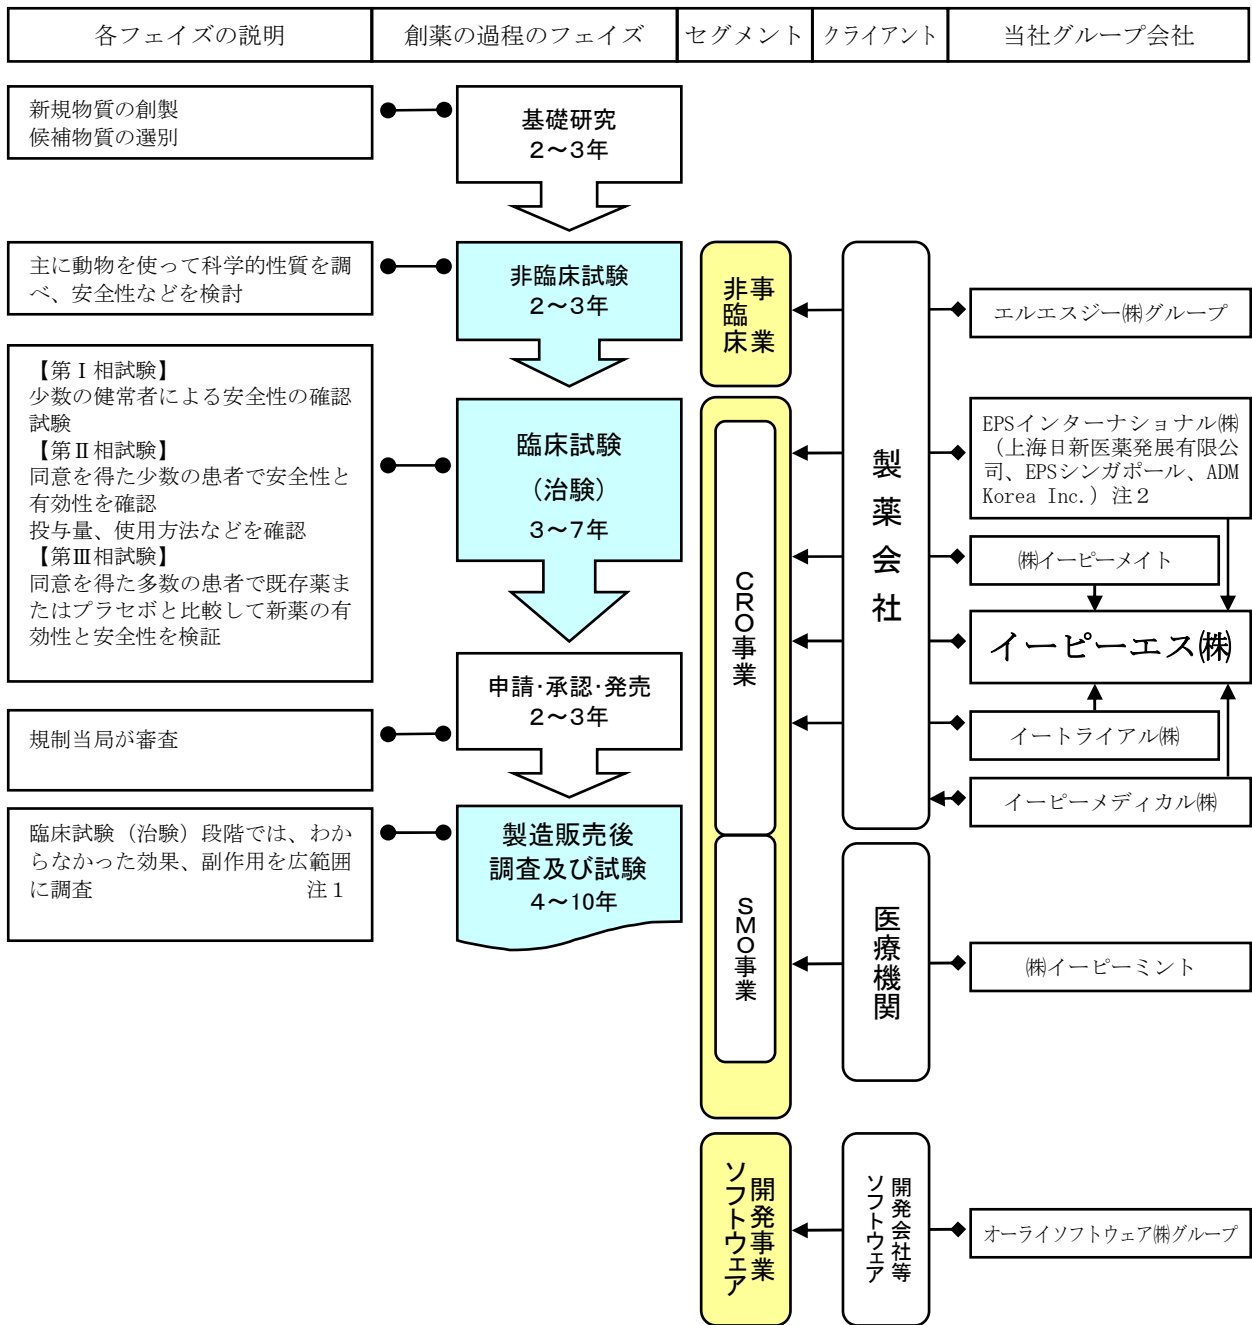 各フェイズの説明
創薬の過程のフェイズ
セグメント
クライアント
当社グループ会社
新規物質の創製
候補物質の選別
基礎研究
2～3年
主に動物を使って科学的性質を調
べ、安全性などを検討
非臨床試験
2～3年
非臨床
事業
エルエスジー㈱グループ
【第Ⅰ相試験】
少数の健常者による安全性の確認
試験
【第Ⅱ相試験】
同意を得た少数の患者で安全性と
有効性を確認
投与量、使用方法などを確認
【第Ⅲ相試験】
同意を得た多数の患者で既存薬ま
たはプラセボと比較して新薬の有
効性と安全性を検証
臨床試験
（治験）
3～7年
CRO事業
製薬会社
EPSインターナショナル㈱
（上海日新医薬発展有限公
司、EPSシンガポール、ADM
Korea Inc.）注２
㈱イーピーメイト
イーピーエス㈱
イートライアル㈱
イーピーメディカル㈱
規制当局が審査
申請・承認・発売
2～3年
臨床試験（治験）段階では、わか
らなかった効果、副作用を広範囲
に調査 注１
製造販売後
調査及び試験
4～10年
SMO事業
医療機関
㈱イーピーミント
ソフトウェア
開発事業
ソフトウェア
開発会社等
オーライソフトウェア㈱グループ